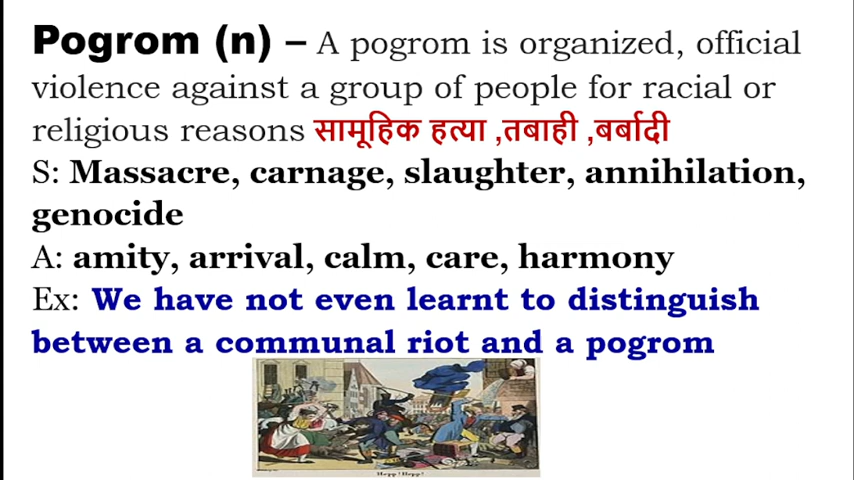 Pogrom (n) – A pogrom is organized, official
violence against a group of people for racial or
religious reasons सामूहिक हत्या ,तबाही ,बर्बादी
S: Massacre, carnage, slaughter, annihilation,
genocide
A: amity, arrival, calm, care, harmony
Ex: We have not even learnt to distinguish
between a communal riot and a pogrom
Hepp! Hepp!